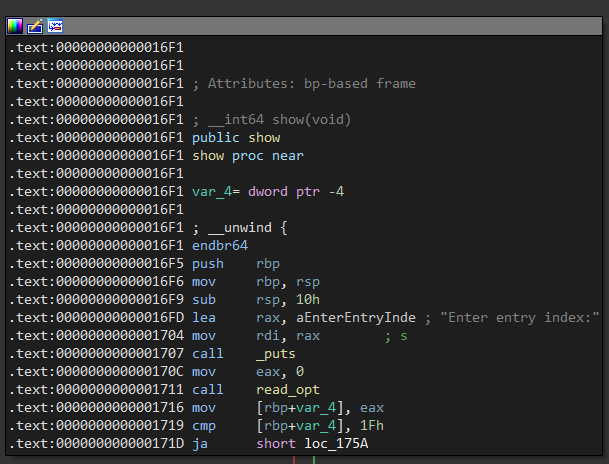 .text:00000000000016F1
.text:00000000000016F1
.text:00000000000016F1 ; Attributes: bp-based frame
.text:00000000000016F1
.text:00000000000016F1 ; __int64 show(void)
.text:00000000000016F1 public show
.text:00000000000016F1 show proc near
.text:00000000000016F1
.text:00000000000016F1 var_4= dword ptr -4
.text:00000000000016F1
.text:00000000000016F1 ; __unwind {
.text:00000000000016F1 endbr64
.text:00000000000016F5 push    rbp
.text:00000000000016F6 mov     rbp, rsp
.text:00000000000016F9 sub     rsp, 10h
.text:00000000000016FD lea     rax, aEnterEntryInde ; "Enter entry index:"
.text:0000000000001704 mov     rdi, rax        ; s
.text:0000000000001707 call    _puts
.text:000000000000170C mov     eax, 0
.text:0000000000001711 call    read_opt
.text:0000000000001716 mov     [rbp+var_4], eax
.text:0000000000001719 cmp     [rbp+var_4], 1Fh
.text:000000000000171D ja      short loc_175A